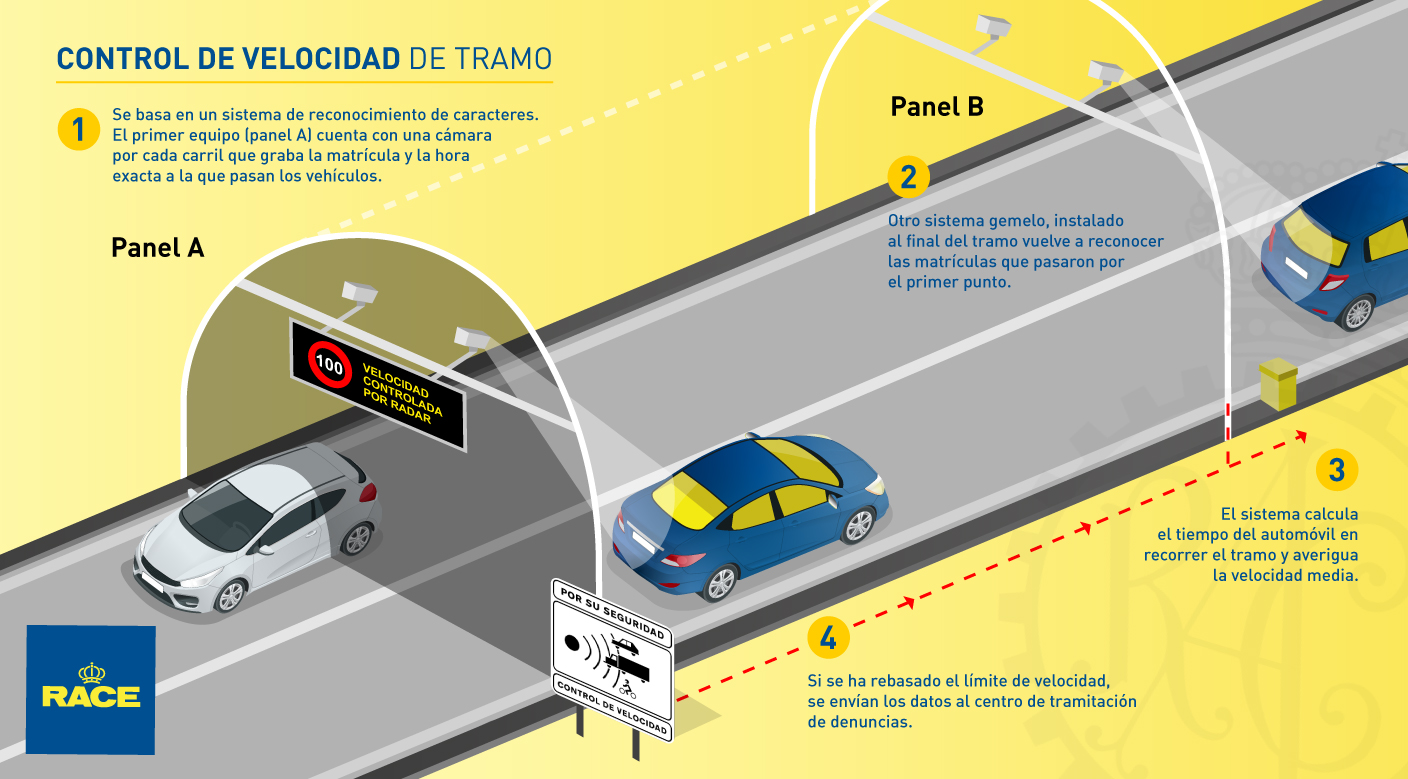 CONTROL DE VELOCIDAD DE TRAMO
1
Se basa en un sistema de reconocimiento de caracteres.
El primer equipo (panel A) cuenta con una cámara
por cada carril que graba la matrícula y la hora
exacta a la que pasan los vehículos.
Panel A
100
VELOCIDAD
CONTROLADA
POR RADAR
Panel B
2
Otro sistema gemelo, instalado
al final del tramo vuelve a reconocer
las matrículas que pasaron por
el primer punto.
3
El sistema calcula
el tiempo del automóvil en
recorrer el tramo y averigua
la velocidad media.
4
Si se ha rebasado el límite de velocidad,
se envían los datos al centro de tramitación
de denuncias.
POR SU SEGURIDAD
CONTROL DE VELOCIDAD
RACE